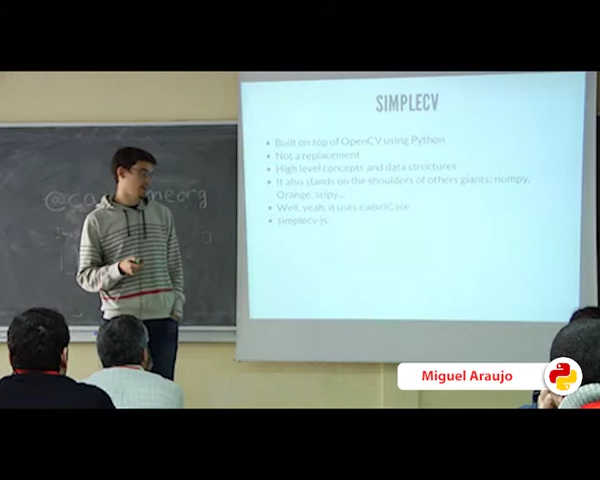 SIMPLECV
Built on top of OpenCV using Python
Not a replacement
High level concepts and data structures
It also stands on the shoulders of others giants: numpy,
Orange, scipy...
Well, yeah, it uses camelCase
simplecv-js
Miguel Araujo